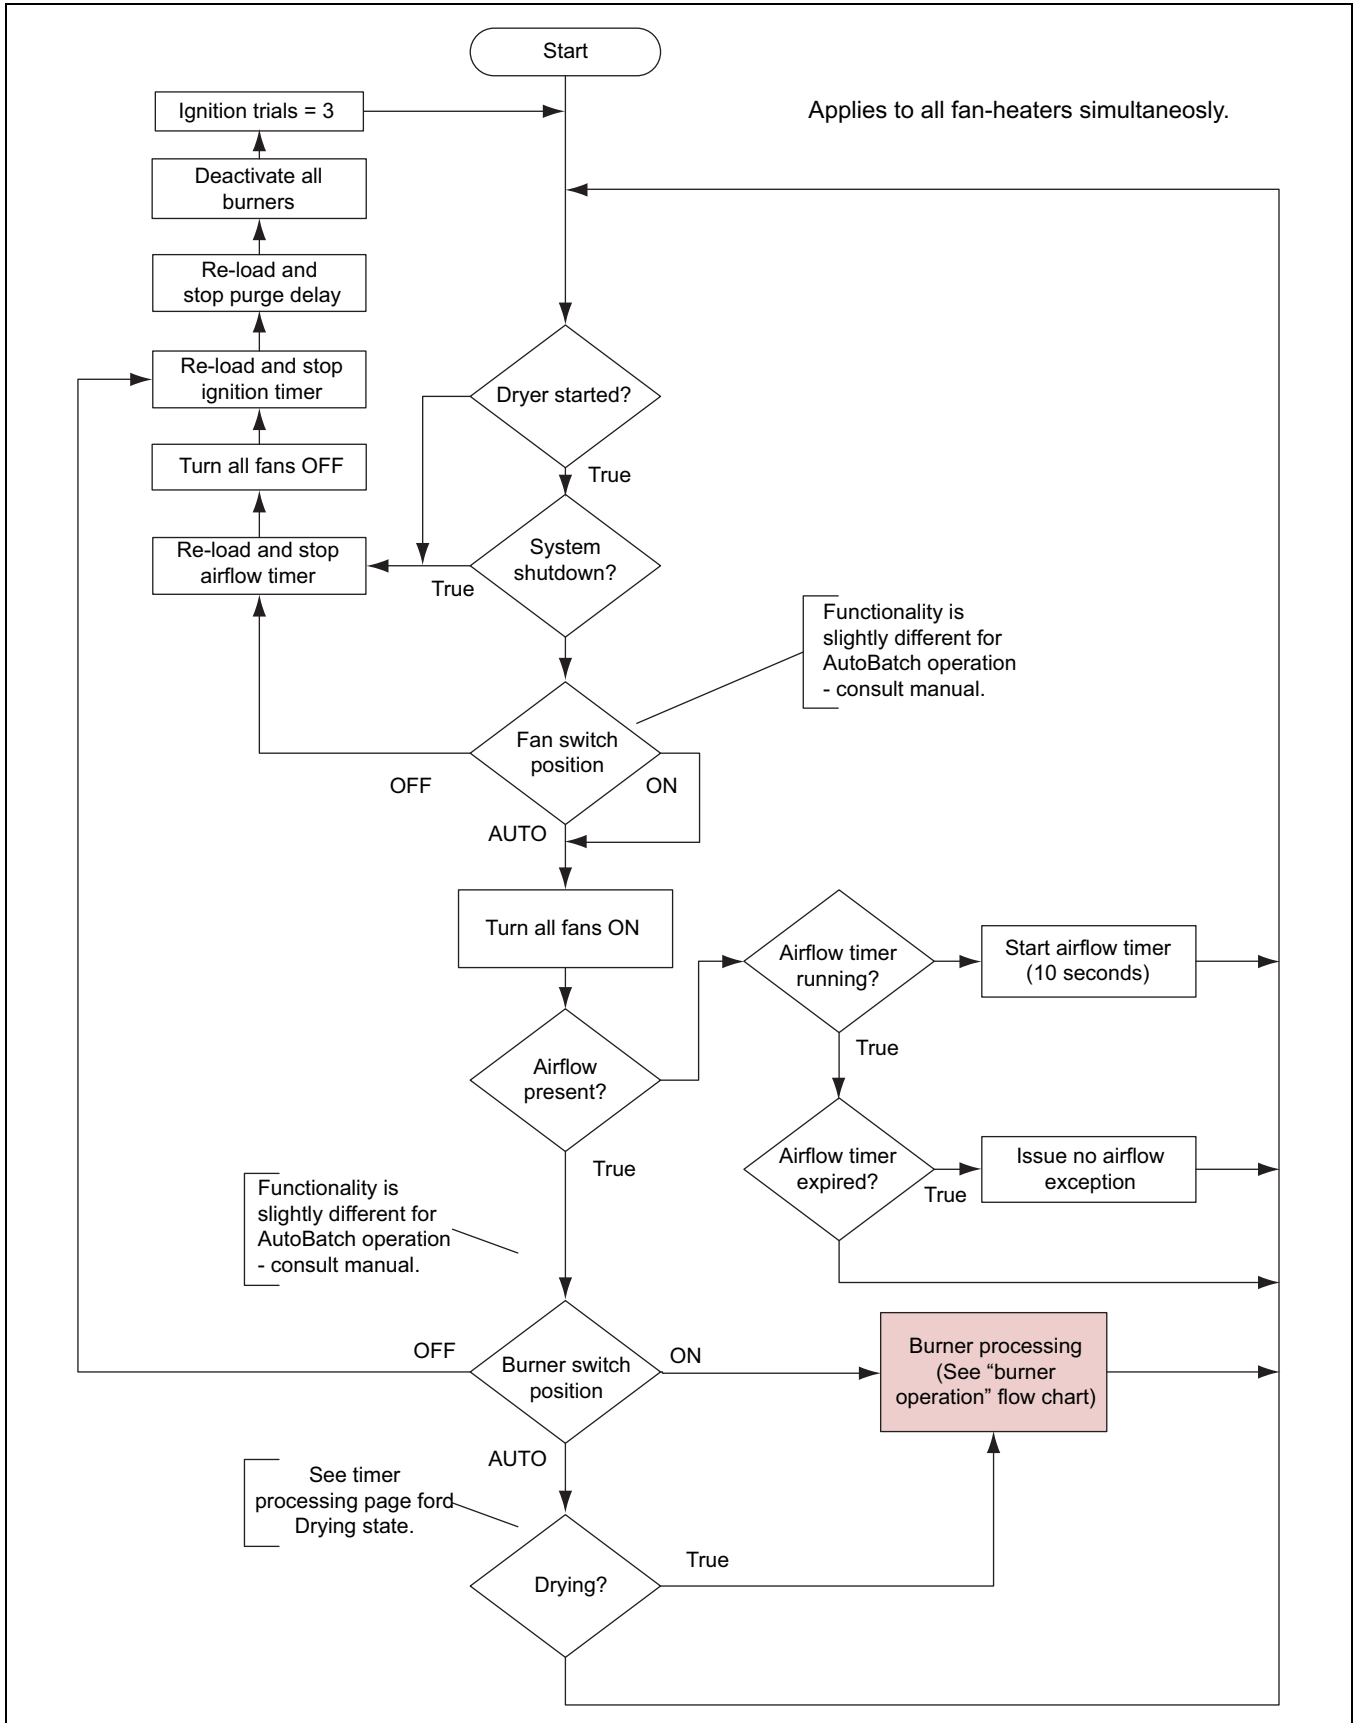 Start
Ignition trials = 3
Applies to all fan-heaters simultaneosly.
Deactivate all
burners
Re-load and
stop purge delay
Re-load and stop
ignition timer
Dryer started?
Turn all fans OFF
True
Re-load and stop
airflow timer
System
shutdown?
True
Functionality is
slightly different for
AutoBatch operation
- consult manual.
Fan switch
position
OFF
ON
AUTO
Turn all fans ON
Airflow timer
running?
Start airflow timer
(10 seconds)
True
Airflow
present?
True
Airflow timer
expired?
True
Issue no airflow
exception
Functionality is
slightly different for
AutoBatch operation
- consult manual.
OFF
Burner switch
position
ON
Burner processing
(See “burner
operation” flow chart)
AUTO
See timer
processing page ford
Drying state.
Drying?
True